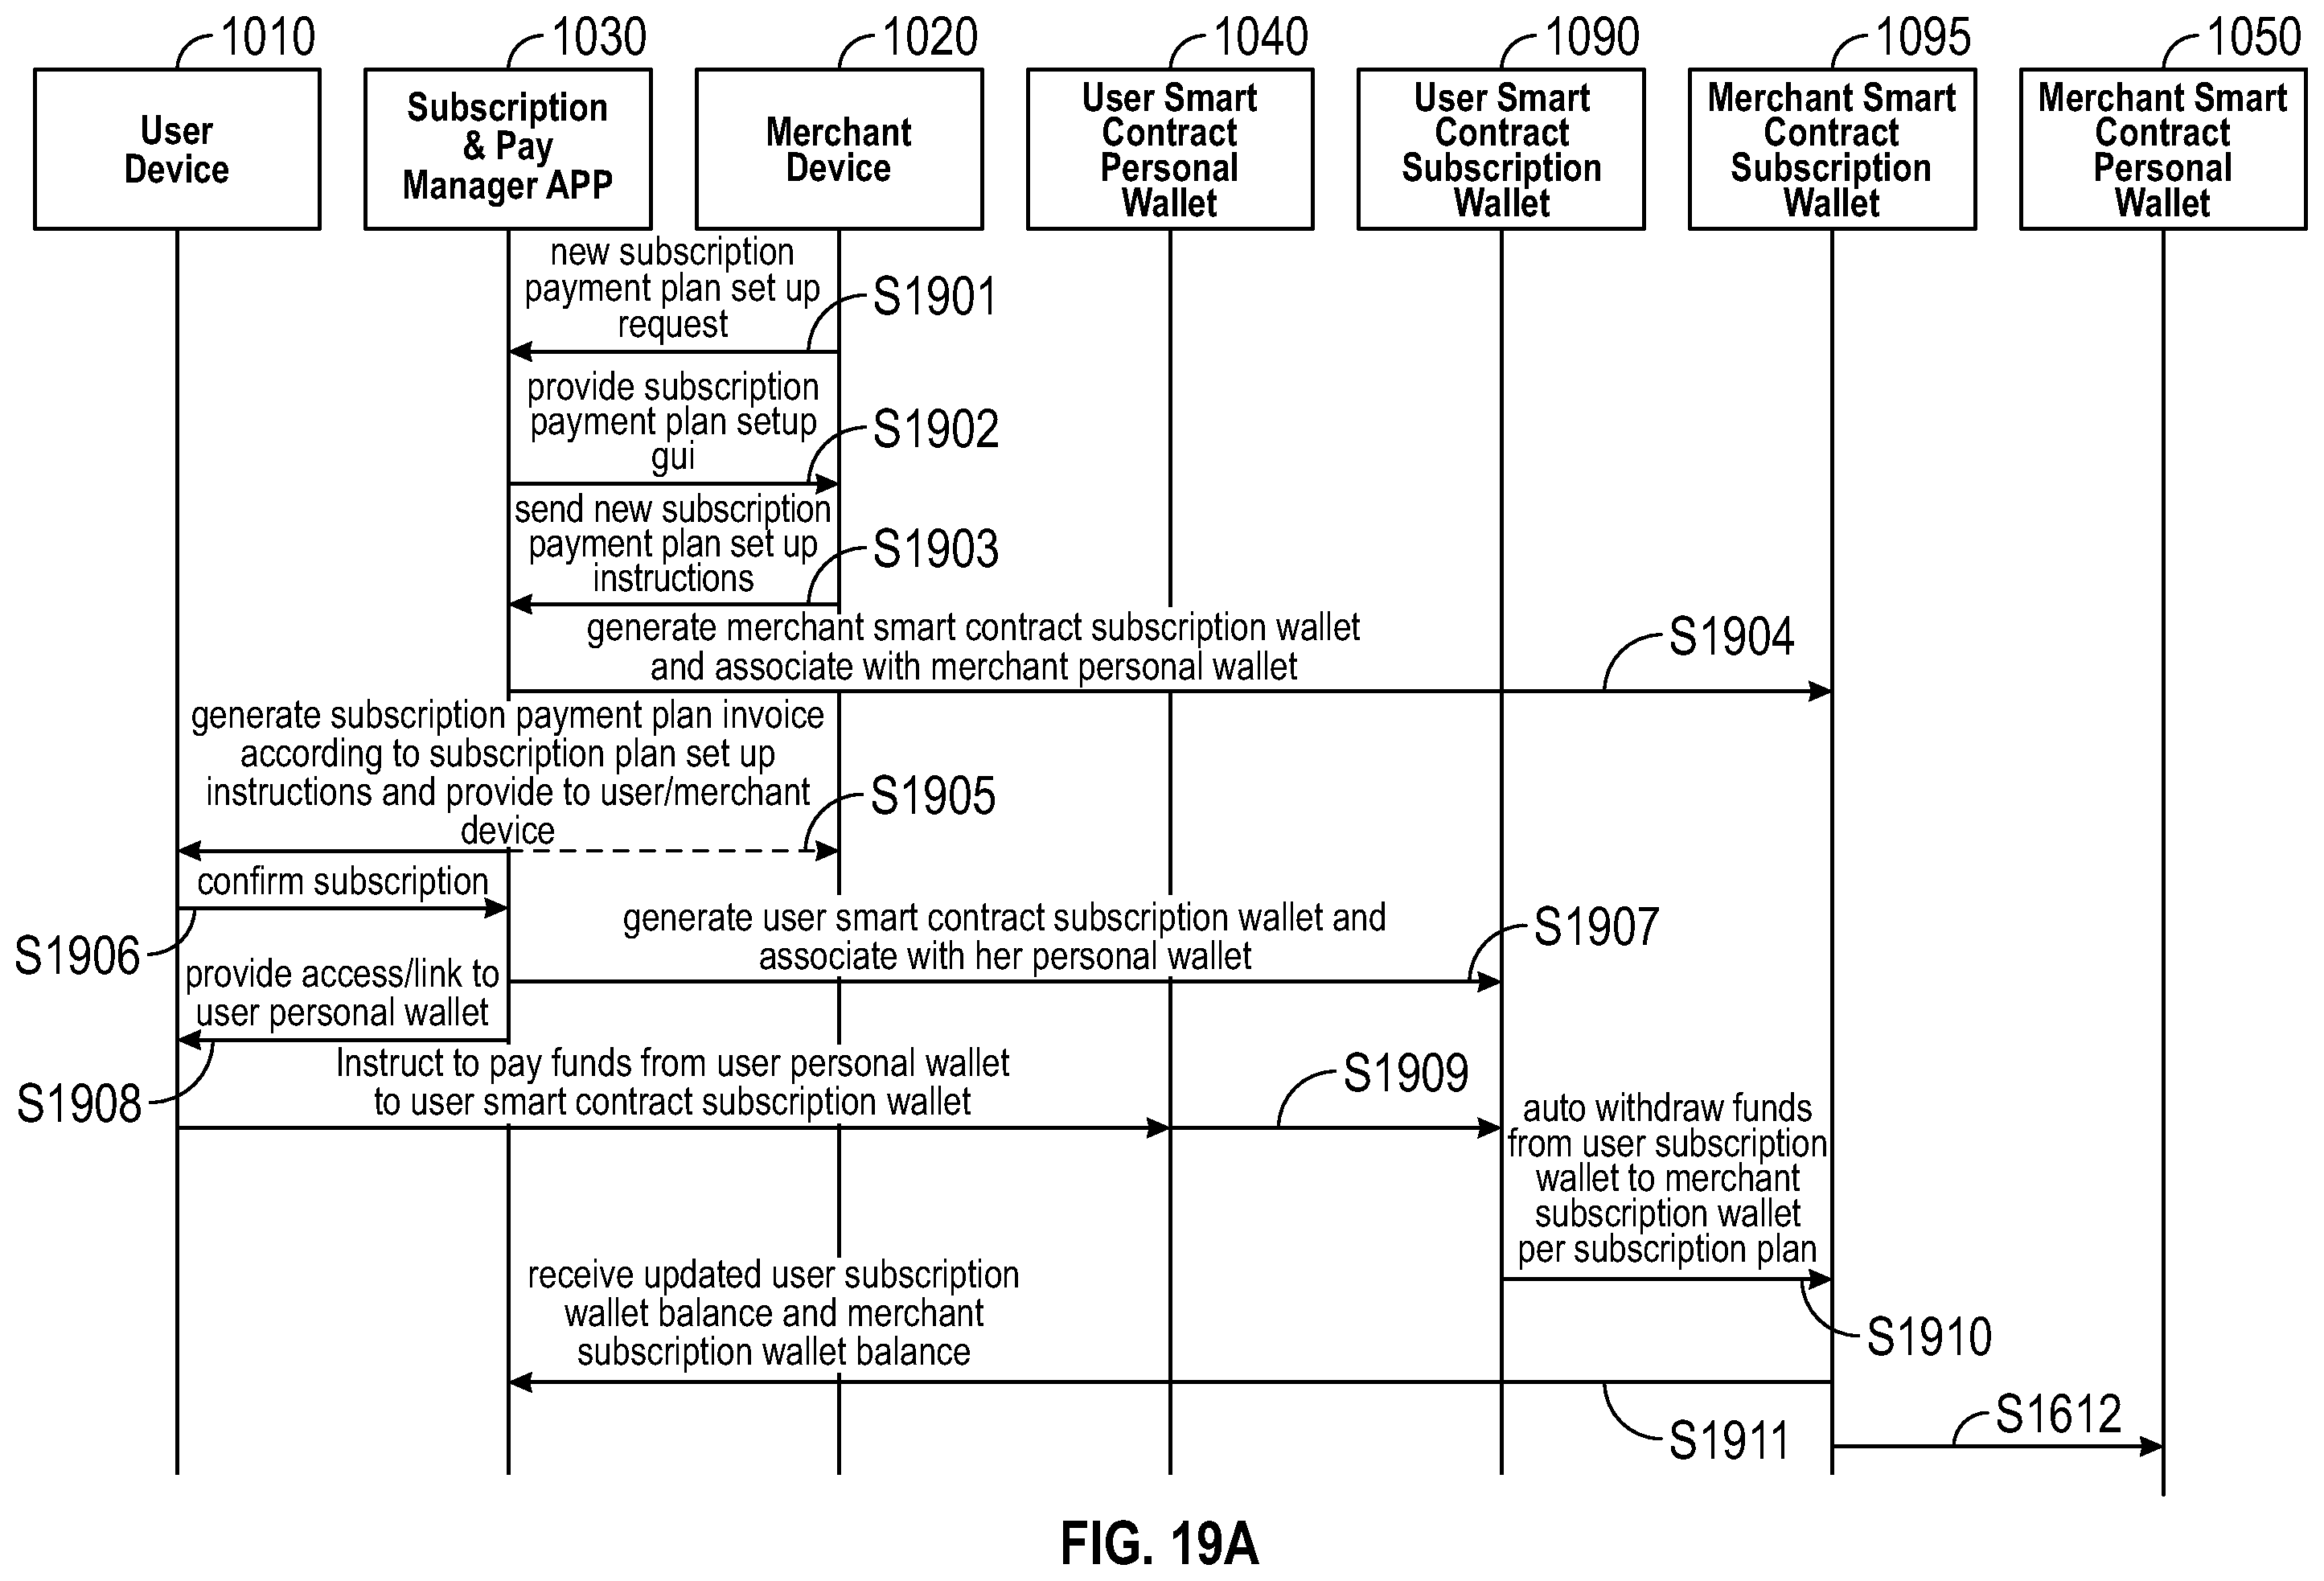 1010
1030
1020
1040
1090
1095
1050
User
Device
Subscription
& Pay
Manager APP
Merchant
Device
User Smart
Contract
Personal
Wallet
User Smart
Contract
Subscription
Wallet
Merchant Smart
Contract
Subscription
Wallet
Merchant Smart
Contract
Personal
Wallet
new subscription
payment plan set up
request
S1901
provide subscription
payment plan setup
gui
S1902
send new subscription
payment plan set up
instructions
S1903
generate merchant smart contract subscription wallet
and associate with merchant personal wallet
S1904
generate subscription payment plan invoice
according to subscription plan set up
instructions and provide to user/merchant
device
S1905
confirm subscription
S1906
generate user smart contract subscription wallet and
associate with her personal wallet
S1907
provide access/link to
user personal wallet
S1908
Instruct to pay funds from user personal wallet
to user smart contract subscription wallet
S1909
auto withdraw funds
from user subscription
wallet to merchant
subscription wallet
per subscription plan
S1910
receive updated user subscription
wallet balance and merchant
subscription wallet balance
S1911
S1612
FIG. 19A